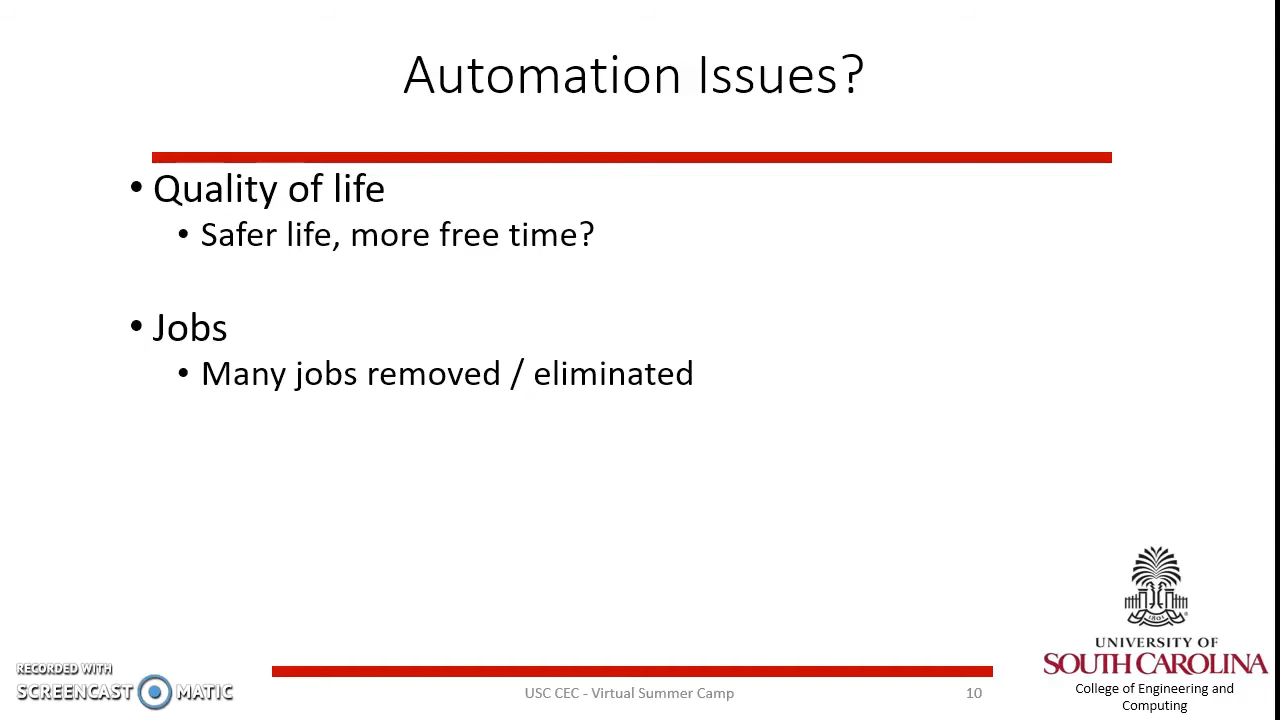 Automation Issues?
• Quality of life
• Safer life, more free time?
• Jobs
• Many jobs removed / eliminated
1801
UNIVERSITY OF
SOUTH CAROLINA
College of Engineering and
Computing
RECORDED WITH
SCREENCAST MATIC
USC CEC - Virtual Summer Camp
10